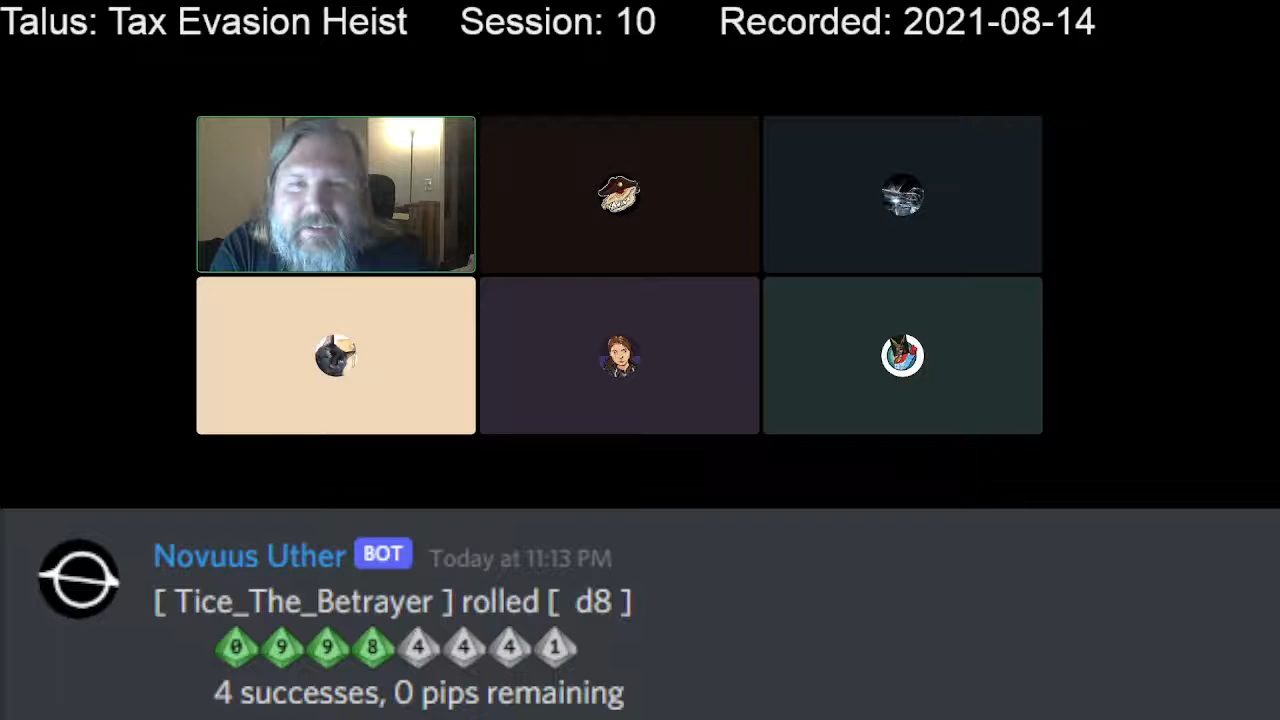 Talus: Tax Evasion Heist Session: 10 Recorded: 2021-08-14
Novuus Uther BOT Today at 11:13 PM
[ Tice_The_Betrayer ] rolled [ d8 ]
0 9 9 8 4 4 4 1
4 successes, 0 pips remaining